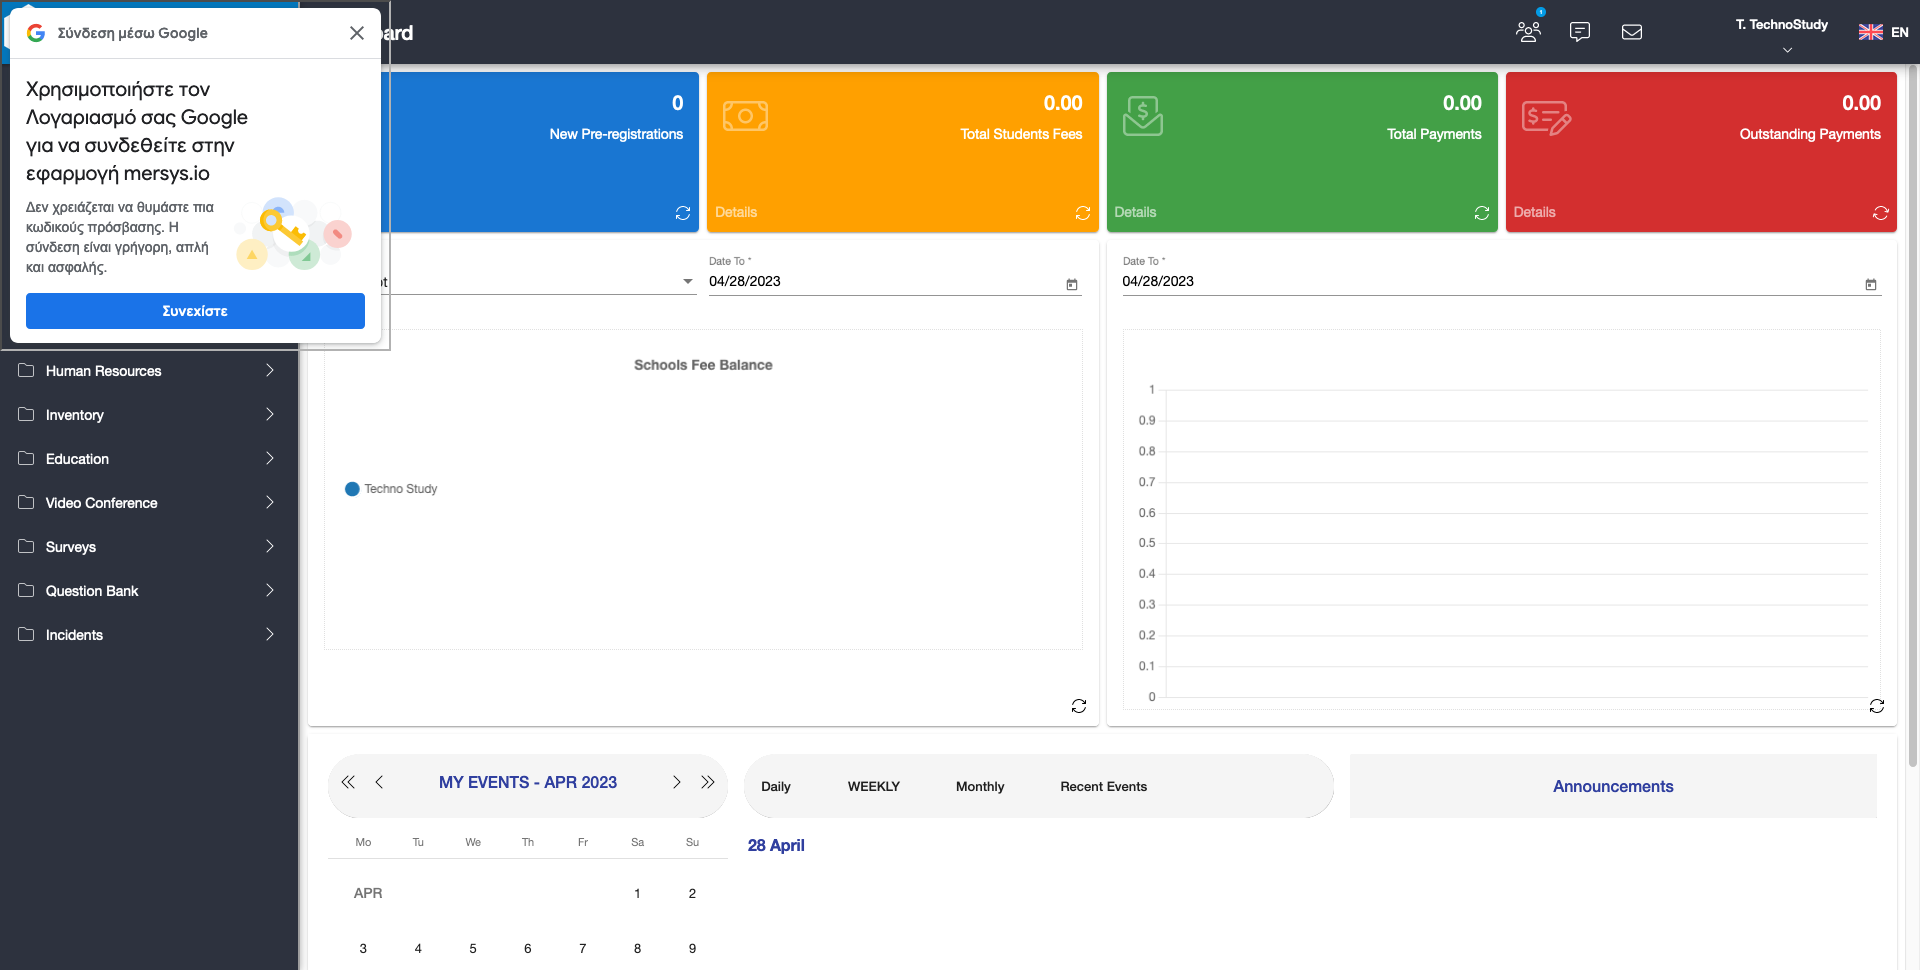 Σύνδεση μέσω Google
Χρησιμοποιήστε τον
Λογαριασμό σας Google
για να συνδεθείτε στην
εφαρμογή mersys.io
Δεν χρειάζεται να θυμάστε πια
κωδικούς πρόσβασης. Η
σύνδεση είναι γρήγορη, απλή
και ασφαλής.
Συνεχίστε
1
T. TechnoStudy
EN
0
New Pre-registrations
0.00
Total Students Fees
Details
0.00
Total Payments
Details
0.00
Outstanding Payments
Details
Date To *
04/28/2023
Date To *
04/28/2023
Human Resources
Inventory
Education
Video Conference
Surveys
Question Bank
Incidents
Schools Fee Balance
Techno Study
1
0.9
0.8
0.7
0.6
0.5
0.4
0.3
0.2
0.1
0
MY EVENTS - APR 2023
Mo Tu We Th Fr Sa Su
APR 1 2
3 4 5 6 7 8 9
Daily WEEKLY Monthly Recent Events
28 April
Announcements